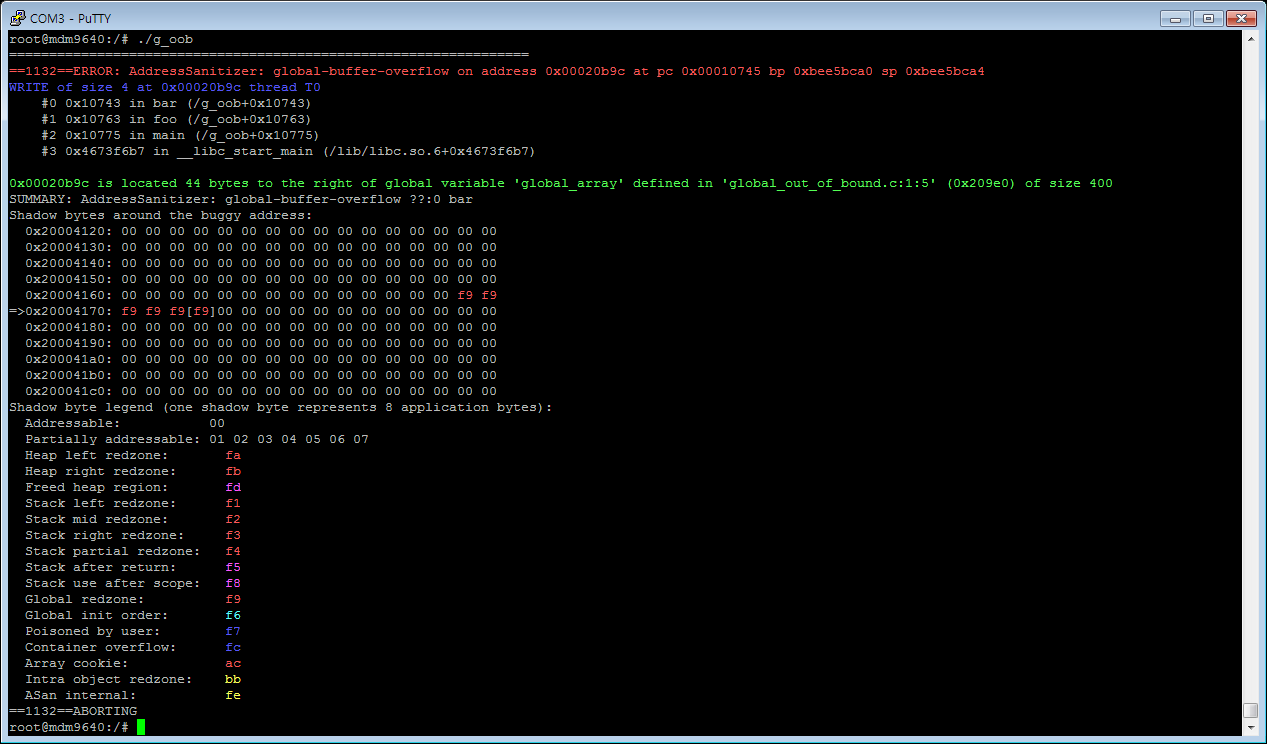 COM3 - PuTTY
root@mdm9640:/# ./g_oob
=================================================================
==1132==ERROR: AddressSanitizer: global-buffer-overflow on address 0x00020b9c at pc 0x00010745 bp 0xbee5bca0 sp 0xbee5bca4
WRITE of size 4 at 0x00020b9c thread T0
    #0 0x10743 in bar (/g_oob+0x10743)
    #1 0x10763 in foo (/g_oob+0x10763)
    #2 0x10775 in main (/g_oob+0x10775)
    #3 0x4673f6b7 in __libc_start_main (/lib/libc.so.6+0x4673f6b7)

0x00020b9c is located 44 bytes to the right of global variable 'global_array' defined in 'global_out_of_bound.c:1:5' (0x209e0) of size 400
SUMMARY: AddressSanitizer: global-buffer-overflow ??:0 bar
Shadow bytes around the buggy address:
  0x20004120: 00 00 00 00 00 00 00 00 00 00 00 00 00 00 00 00
  0x20004130: 00 00 00 00 00 00 00 00 00 00 00 00 00 00 00 00
  0x20004140: 00 00 00 00 00 00 00 00 00 00 00 00 00 00 00 00
  0x20004150: 00 00 00 00 00 00 00 00 00 00 00 00 00 00 00 00
  0x20004160: 00 00 00 00 00 00 00 00 00 00 00 00 00 00 f9 f9
=>0x20004170: f9 f9 f9[f9]00 00 00 00 00 00 00 00 00 00 00 00
  0x20004180: 00 00 00 00 00 00 00 00 00 00 00 00 00 00 00 00
  0x20004190: 00 00 00 00 00 00 00 00 00 00 00 00 00 00 00 00
  0x200041a0: 00 00 00 00 00 00 00 00 00 00 00 00 00 00 00 00
  0x200041b0: 00 00 00 00 00 00 00 00 00 00 00 00 00 00 00 00
  0x200041c0: 00 00 00 00 00 00 00 00 00 00 00 00 00 00 00 00
Shadow byte legend (one shadow byte represents 8 application bytes):
  Addressable:           00
  Partially addressable: 01 02 03 04 05 06 07
  Heap left redzone:       fa
  Heap right redzone:      fb
  Freed heap region:       fd
  Stack left redzone:      f1
  Stack mid redzone:       f2
  Stack right redzone:     f3
  Stack partial redzone:   f4
  Stack after return:      f5
  Stack use after scope:   f8
  Global redzone:          f9
  Global init order:       f6
  Poisoned by user:        f7
  Container overflow:      fc
  Array cookie:            ac
  Intra object redzone:    bb
  ASan internal:           fe
==1132==ABORTING
root@mdm9640:/#